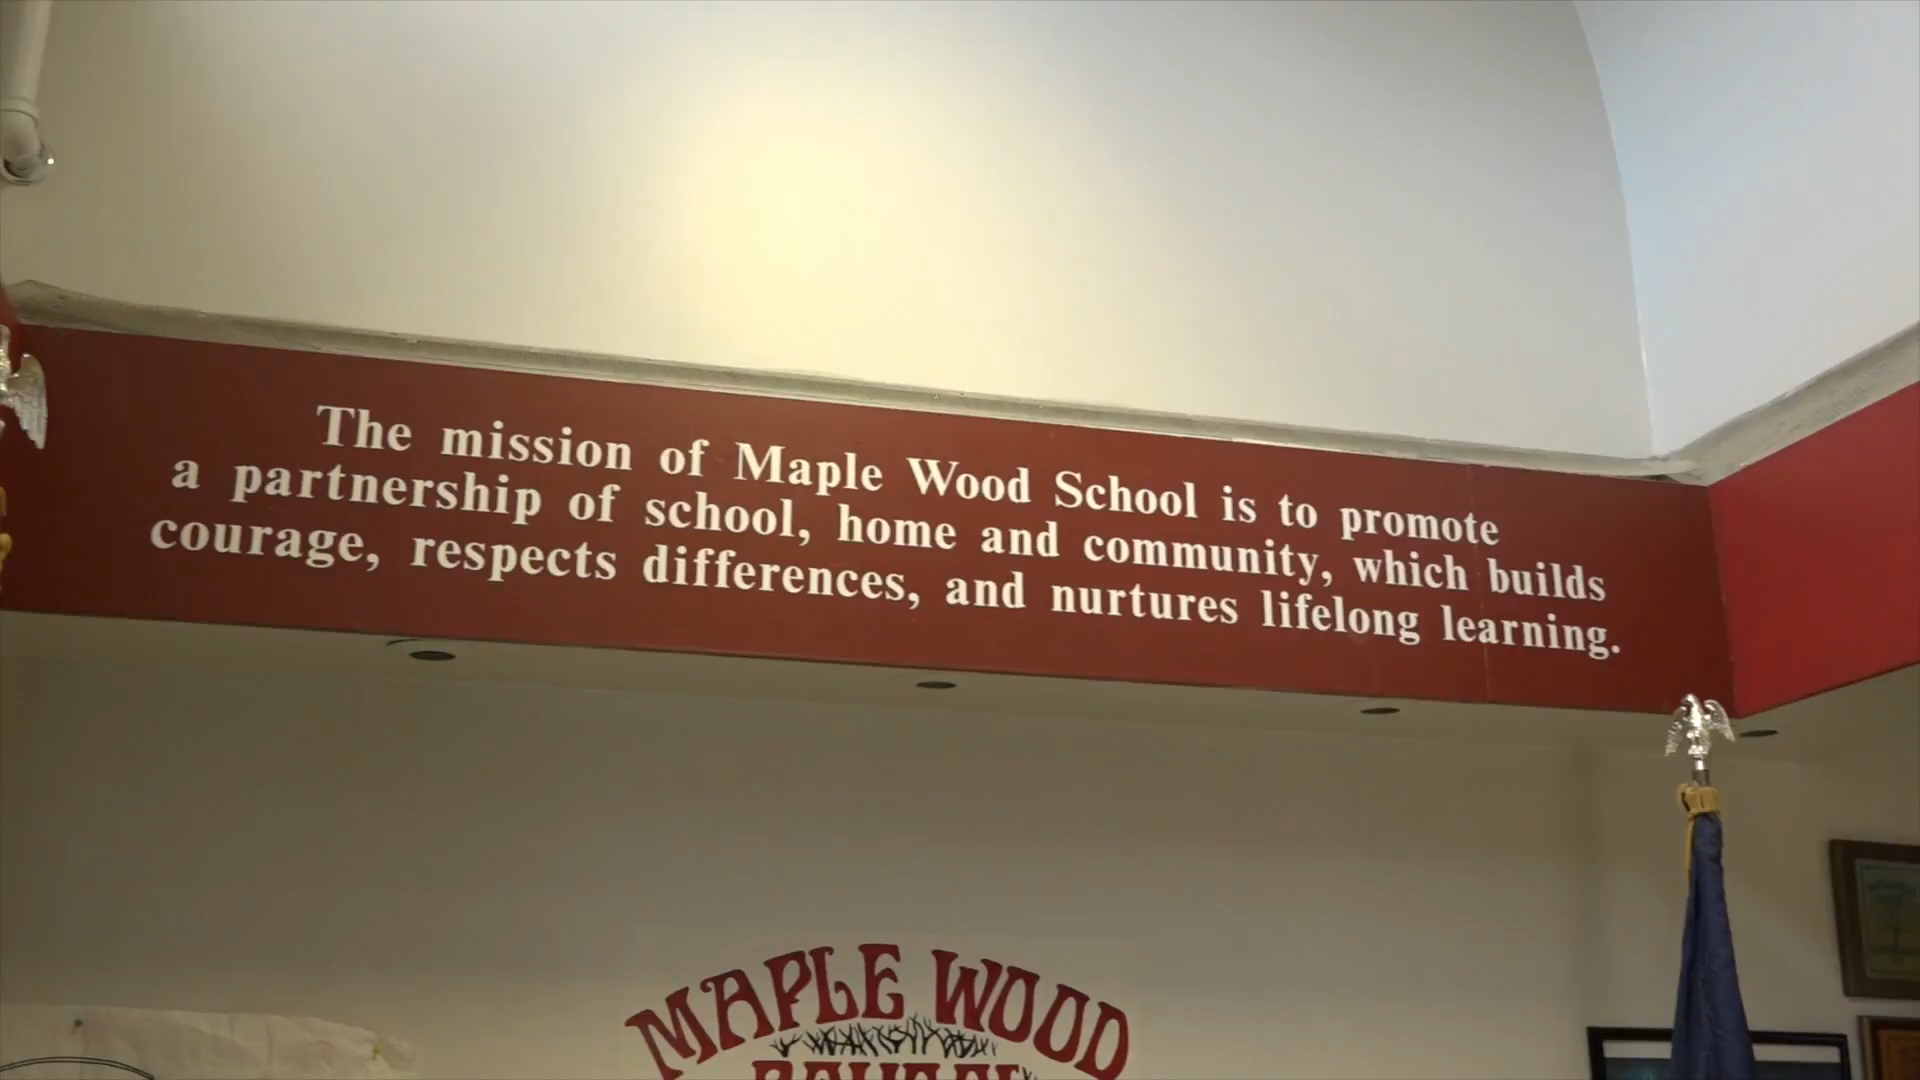 The mission of Maple Wood School is to promote
a partnership of school, home and community, which builds
courage, respects differences, and nurtures lifelong learning.
MAPLE WOOD
SCHOOL